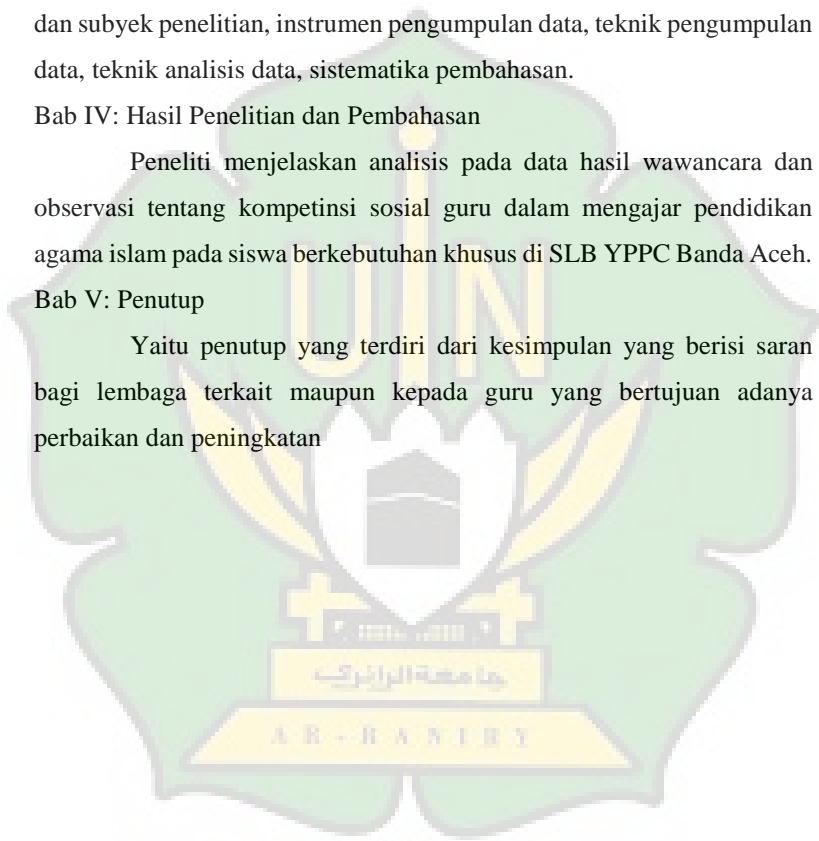 dan subyek penelitian, instrumen pengumpulan data, teknik pengumpulan
data, teknik analisis data, sistematika pembahasan.
Bab IV: Hasil Penelitian dan Pembahasan
Peneliti menjelaskan analisis pada data hasil wawancara dan
observasi tentang kompetinsi sosial guru dalam mengajar pendidikan
agama islam pada siswa berkebutuhan khusus di SLB YPPC Banda Aceh.
Bab V: Penutup
Yaitu penutup yang terdiri dari kesimpulan yang berisi saran
bagi lembaga terkait maupun kepada guru yang bertujuan adanya
perbaikan dan peningkatan
UIN
جامعة الرانري
AR-RANIRY